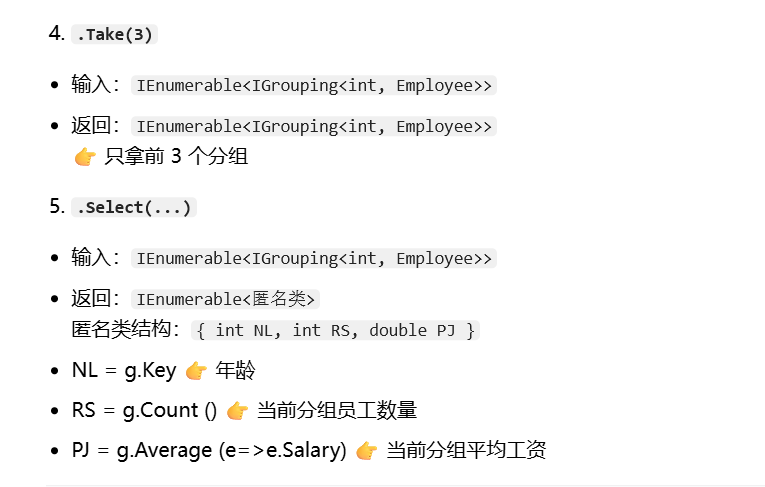 4. .Take(3)
• 输入：IEnumerable<IGrouping<int, Employee>>
• 返回：IEnumerable<IGrouping<int, Employee>>
👉 只拿前 3 个分组
5. .Select(...)
• 输入：IEnumerable<IGrouping<int, Employee>>
• 返回：IEnumerable<匿名类>
匿名类结构：{ int NL, int RS, double PJ }
• NL = g.Key 👉 年龄
• RS = g.Count () 👉 当前分组员工数量
• PJ = g.Average (e=>e.Salary) 👉 当前分组平均工资